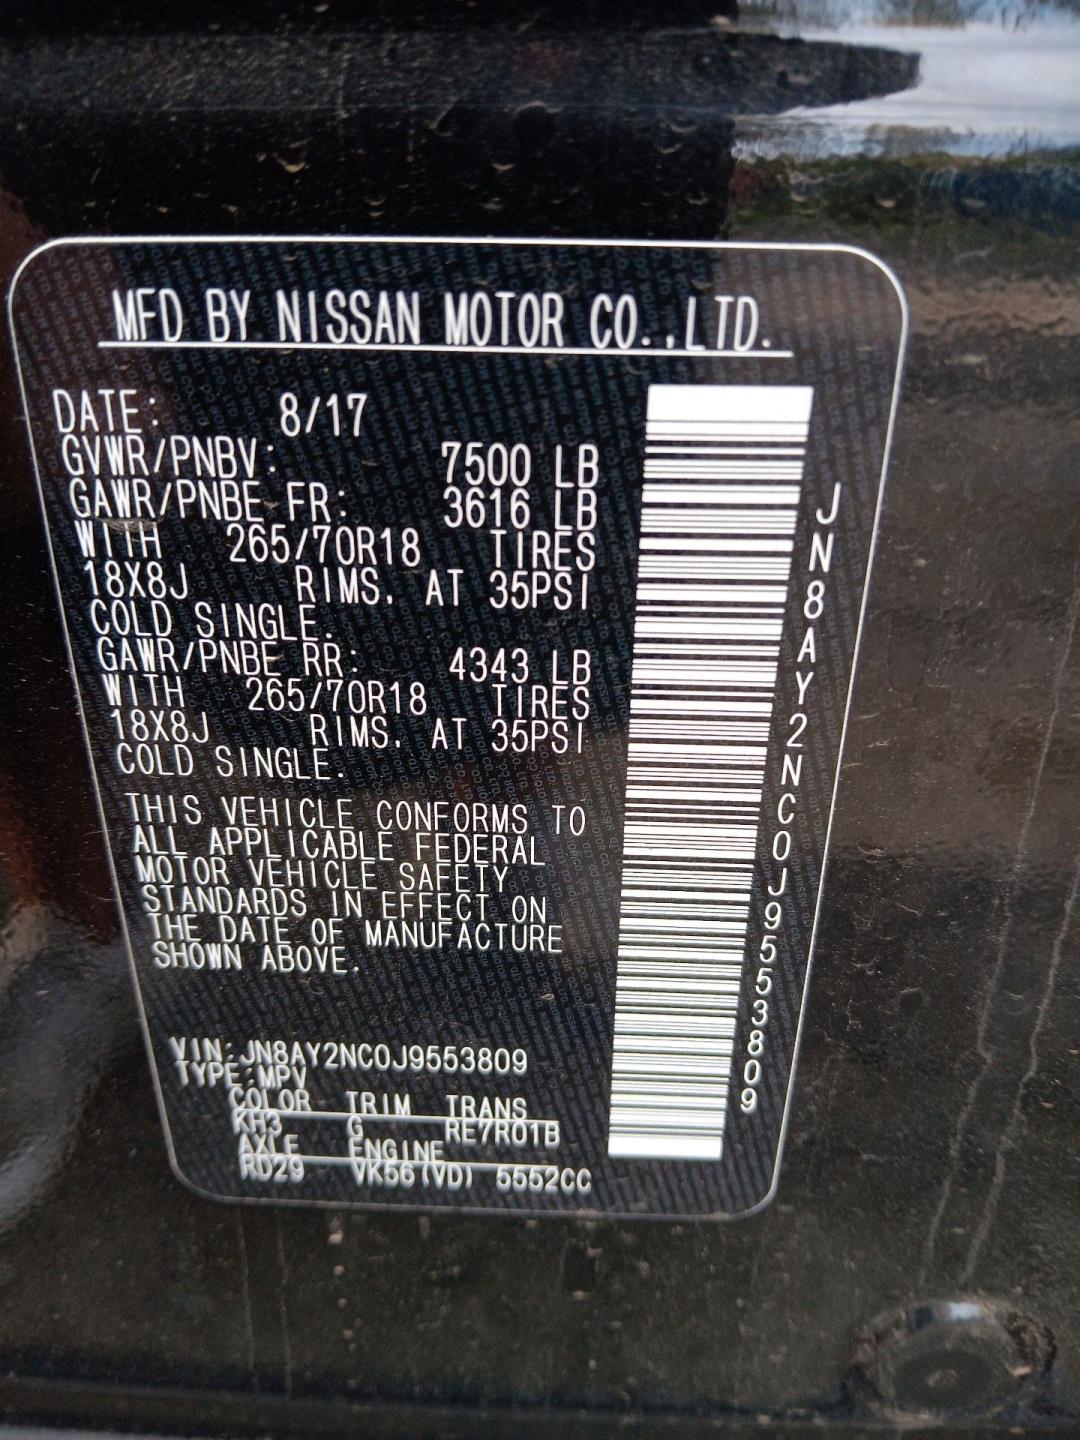 MFD BY NISSAN MOTOR CO.,LTD.
DATE: 8/17
GVWR/PNBV: 7500 LB
GAWR/PNBE FR: 3616 LB
WITH 265/70R18 TIRES
18X8J RIMS. AT 35PSI
COLD SINGLE.
GAWR/PNBE RR: 4343 LB
WITH 265/70R18 TIRES
18X8J RIMS. AT 35PSI
COLD SINGLE.
THIS VEHICLE CONFORMS TO
ALL APPLICABLE FEDERAL
MOTOR VEHICLE SAFETY
STANDARDS IN EFFECT ON
THE DATE OF MANUFACTURE
SHOWN ABOVE.
VIN:JN8AY2NC0J9553809
TYPE:MPV
COLOR TRIM TRANS
KH3 G RE7R01B
AXLE ENGINE
RD29 VK56(VD) 5552CC
JN8AY2NC0J9553809